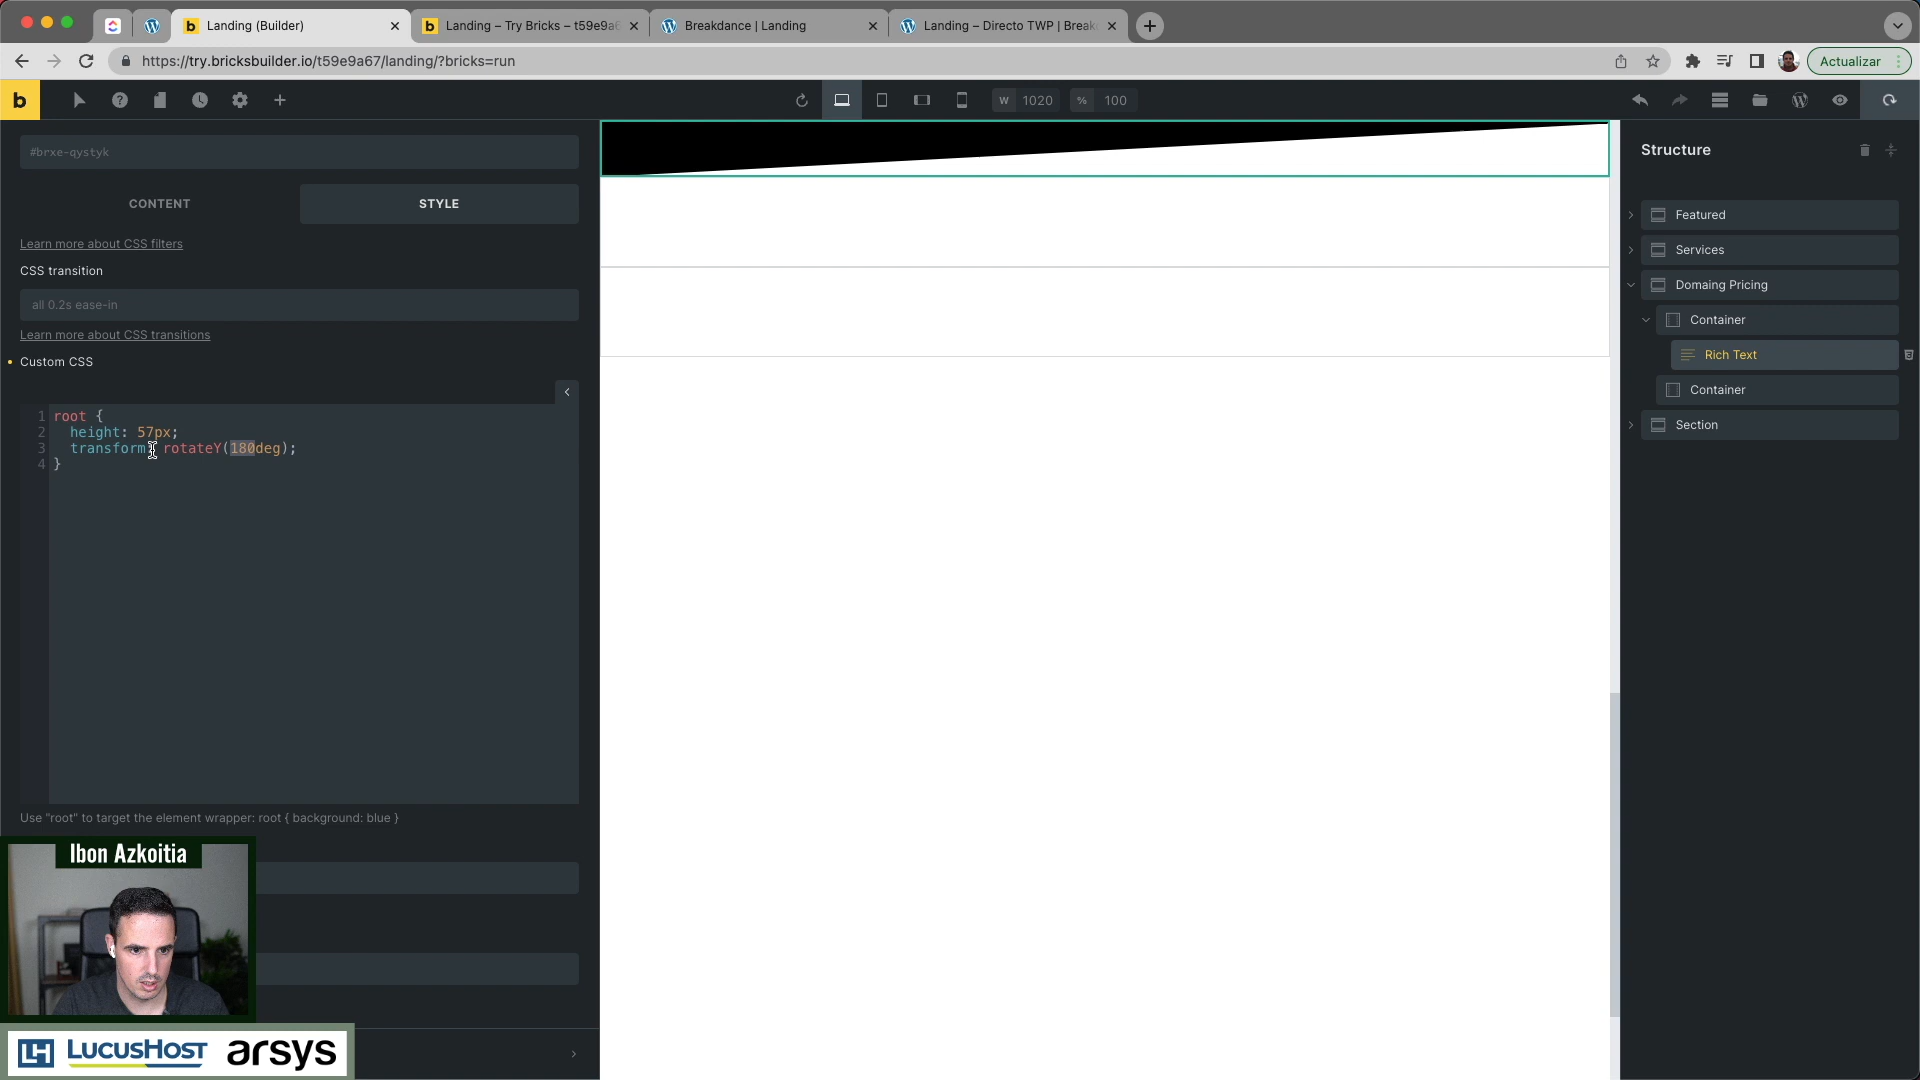 Landing (Builder)
Landing – Try Bricks – t59e9a6
Breakdance | Landing
Landing – Directo TWP | Break
https://try.bricksbuilder.io/t59e9a67/landing/?bricks=run
Actualizar
b
W 1020
% 100
#brxe-qystyk
CONTENT
STYLE
Learn more about CSS filters
CSS transition
all 0.2s ease-in
Learn more about CSS transitions
Custom CSS
1 root {
2 height: 57px;
3 transform: rotateY(180deg);
4 }
Use "root" to target the element wrapper: root { background: blue }
Structure
Featured
Services
Domaing Pricing
Container
Rich Text
Container
Section
Ibon Azkoitia
LH LUCUSHOST arsys